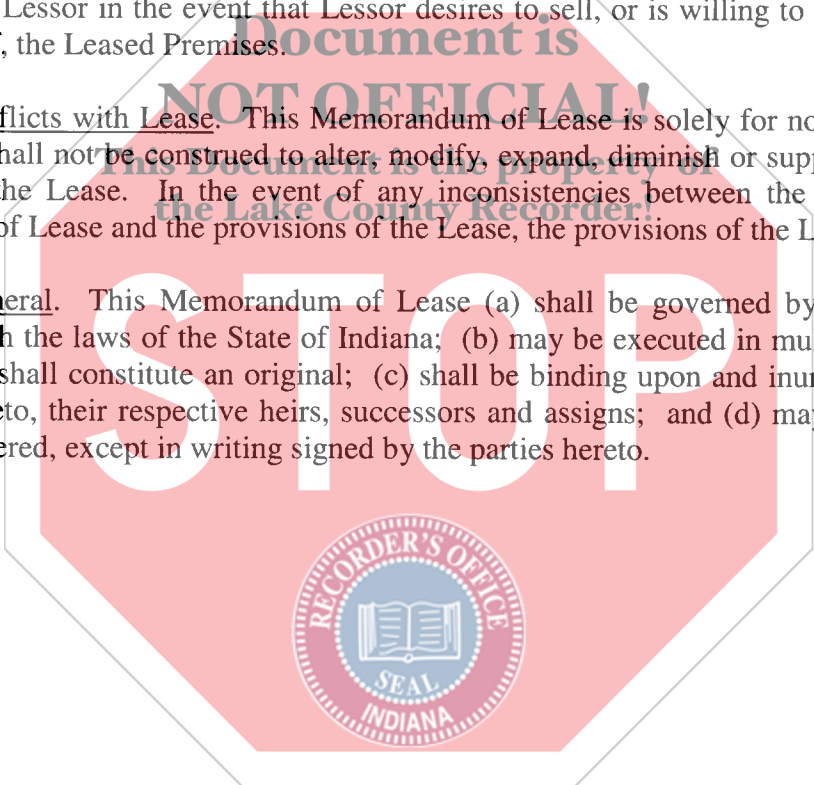 Lessor in the event that Lessor desires to sell, or is willing to
, the Leased Premises.
Document is
NOT OFFICIAL!
This Document is the property of
the Lake County Recorder!
flicts with Lease. This Memorandum of Lease is solely for no
hall not be construed to alter, modify, expand, diminish or supp
he Lease. In the event of any inconsistencies between the
of Lease and the provisions of the Lease, the provisions of the L
neral. This Memorandum of Lease (a) shall be governed by
h the laws of the State of Indiana; (b) may be executed in mu
shall constitute an original; (c) shall be binding upon and inur
eto, their respective heirs, successors and assigns; and (d) may
ered, except in writing signed by the parties hereto.
STOP
RECORDER'S OFFICE
SEAL
INDIANA